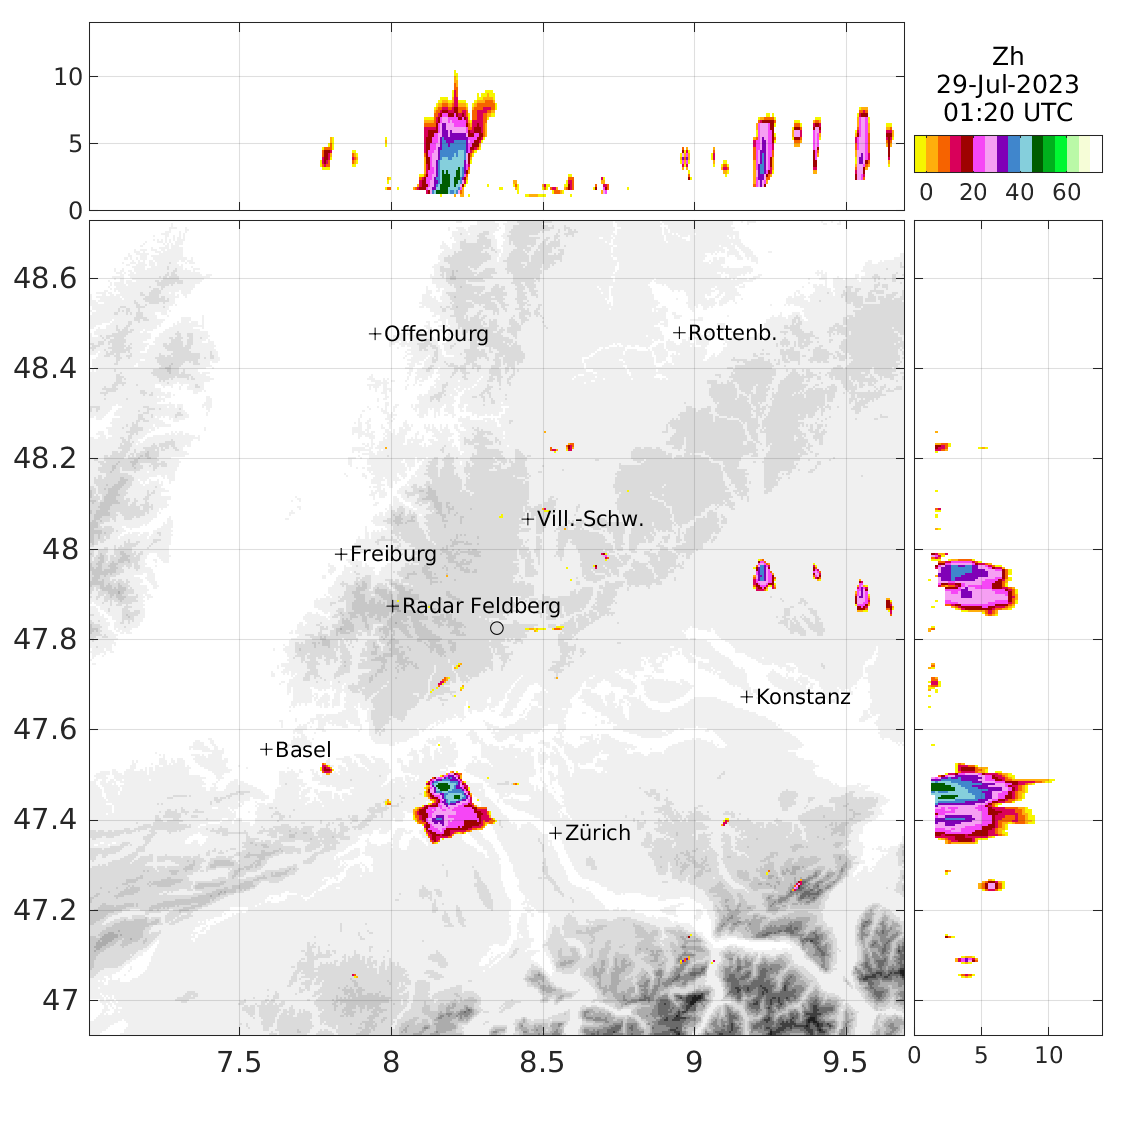 10
5
0
Zh
29-Jul-2023
01:20 UTC
0 20 40 60
48.6
48.4
48.2
48
47.8
47.6
47.4
47.2
47
+Offenburg
+Rottenb.
+Vill.-Schw.
+Freiburg
+Radar Feldberg
+Konstanz
+Basel
+Zürich
7.5 8 8.5 9 9.5
0 5 10